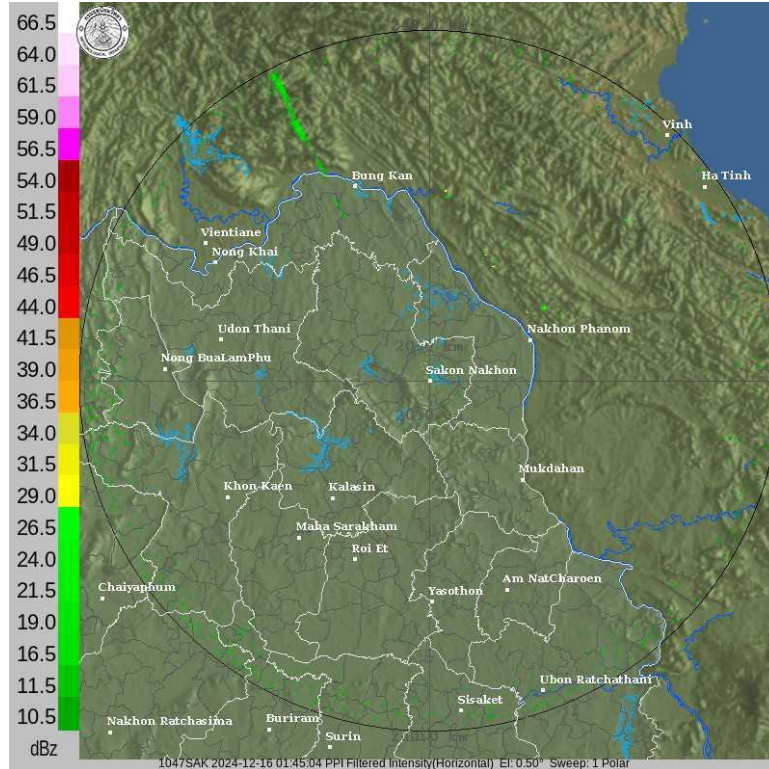 66.5
64.0
61.5
59.0
56.5
54.0
51.5
49.0
46.5
44.0
41.5
39.0
36.5
34.0
31.5
29.0
26.5
24.0
21.5
19.0
16.5
11.5
10.5
dBz
Vinh
Ha Tinh
Bung Kan
Vientiane
Nong Khai
Udon Thani
Nakhon Phanom
Nong BuaLamPhu
Sakon Nakhon
Mukdahan
Khon Kaen
Kalasin
Maha Sarakham
Roi Et
Chaiyaphum
Yasothon
Am NatCharoen
Ubon Ratchathani
Sisaket
Nakhon Ratchasima
Buriram
Surin
1047SAK 2024-12-16 01:45:04 PPI Filtered Intensity(Horizontal) El: 0.50° Sweep: 1 Polar